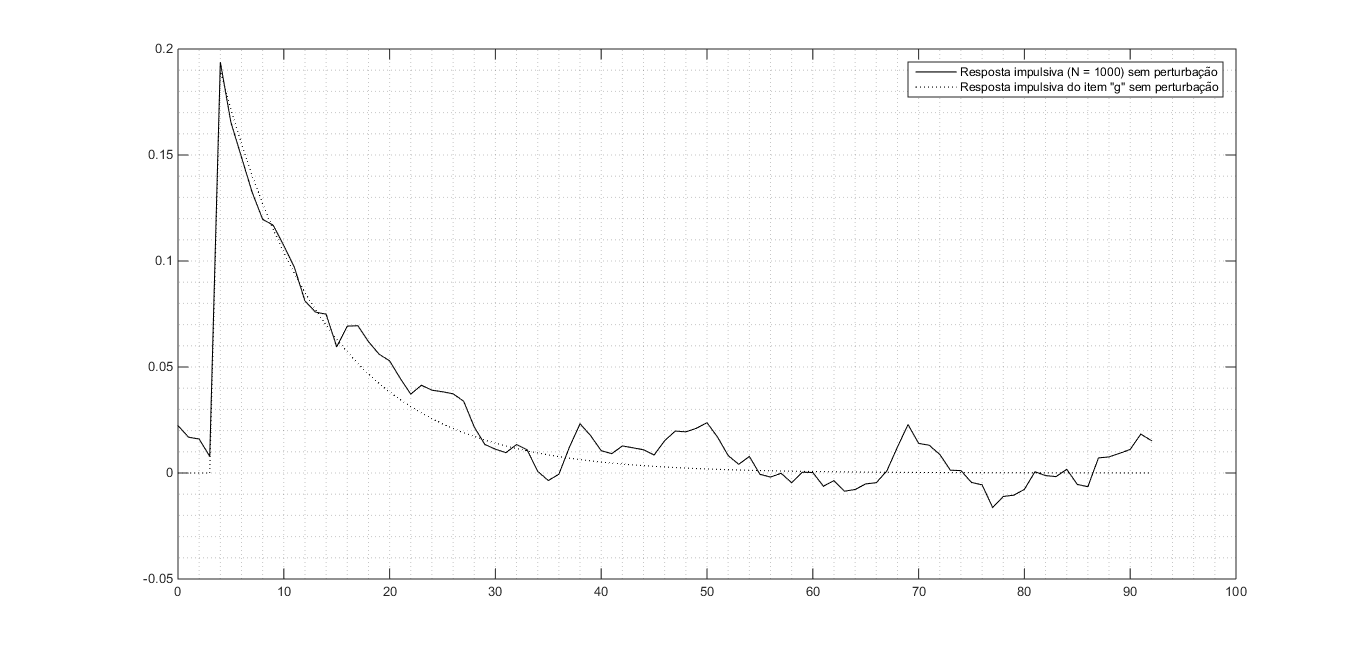 Resposta impulsiva (N = 1000) sem perturbação
Resposta impulsiva do item "g" sem perturbação
0.2
0.15
0.1
0.05
0
-0.05
0 10 20 30 40 50 60 70 80 90 100